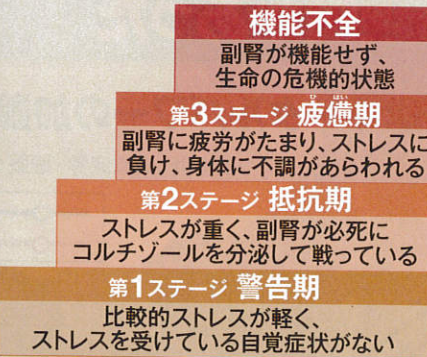 機能不全
副腎が機能せず、
生命の危機的状態
第3ステージ 疲憊期
副腎に疲労がたまり、ストレスに
負け、身体に不調があらわれる
第2ステージ 抵抗期
ストレスが重く、副腎が必死に
コルチゾールを分泌して戦っている
第1ステージ 警告期
比較的ストレスが軽く、
ストレスを受けている自覚症状がない